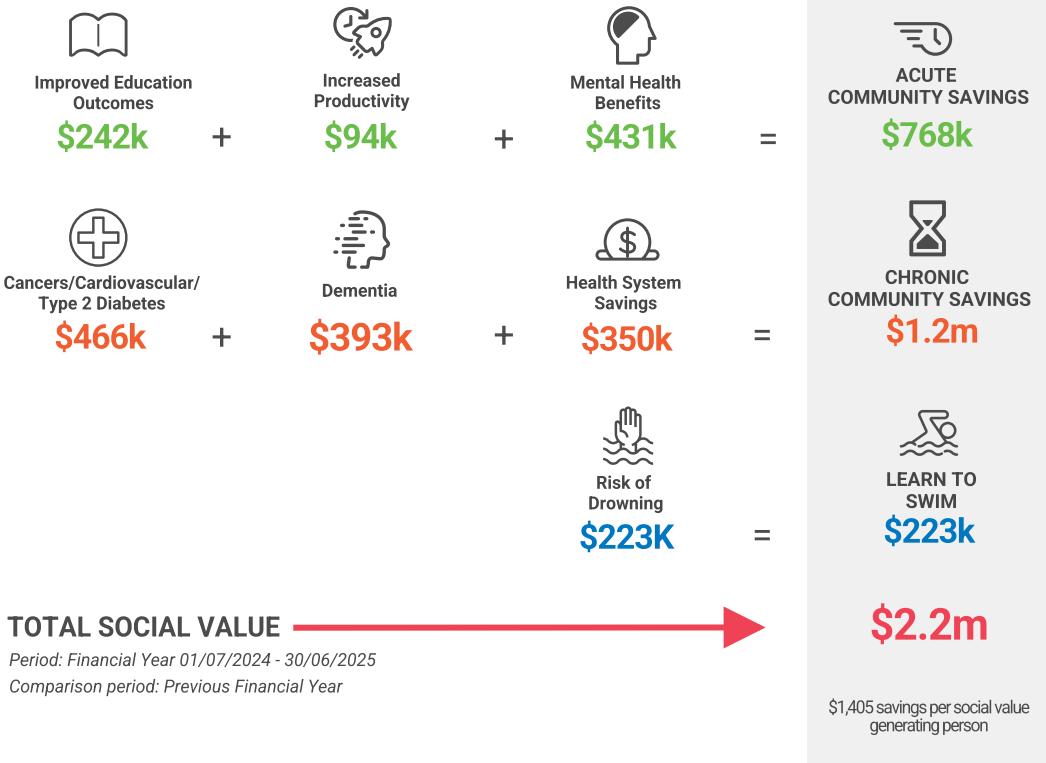 Improved Education
Outcomes
$242k
+
Increased
Productivity
$94k
+
Mental Health
Benefits
$431k
=
ACUTE
COMMUNITY SAVINGS
$768k
Cancers/Cardiovascular/
Type 2 Diabetes
$466k
+
Dementia
$393k
+
Health System
Savings
$350k
=
CHRONIC
COMMUNITY SAVINGS
$1.2m
Risk of
Drowning
$223K
=
LEARN TO
SWIM
$223k
TOTAL SOCIAL VALUE
$2.2m
Period: Financial Year 01/07/2024 - 30/06/2025
Comparison period: Previous Financial Year
$1,405 savings per social value
generating person